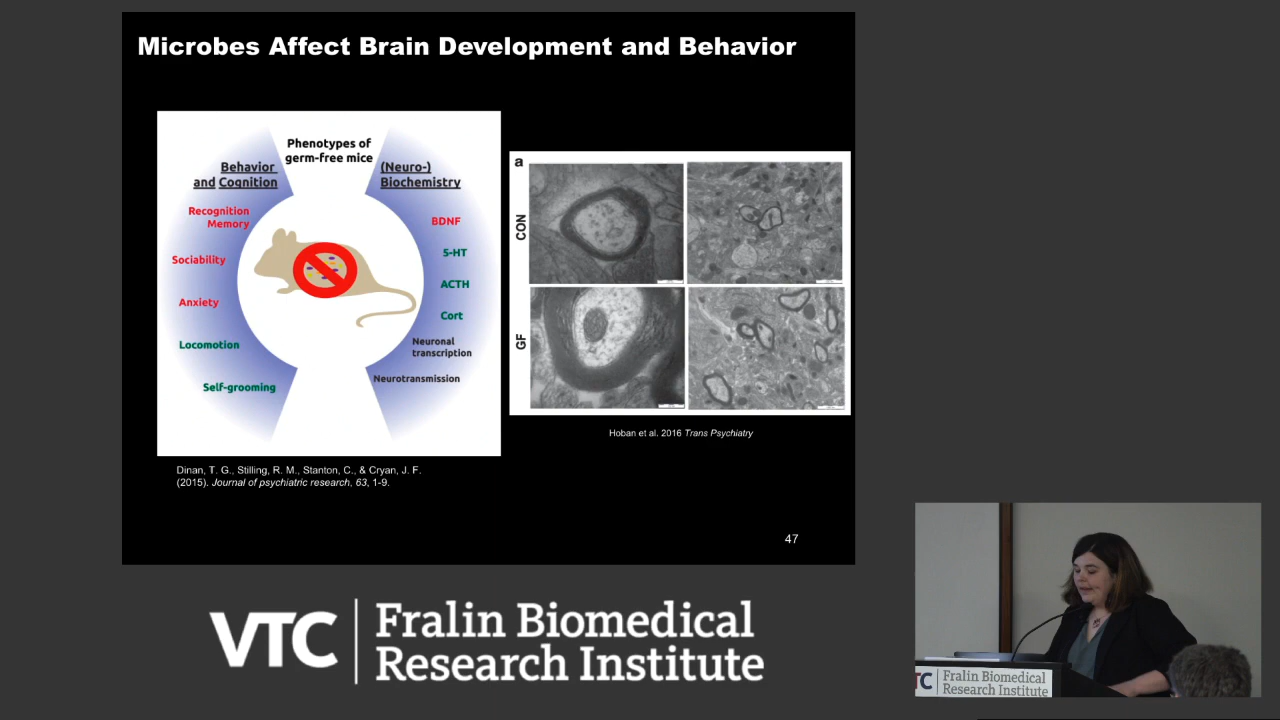 Microbes Affect Brain Development and Behavior
Phenotypes of
germ-free mice
Behavior
and Cognition
(Neuro-)
Biochemistry
Recognition
Memory
Sociability
Anxiety
Locomotion
Self-grooming
BDNF
5-HT
ACTH
Cort
Neuronal
transcription
Neurotransmission
a
CON
GF
Hoban et al. 2016 Trans Psychiatry
Dinan, T. G., Stilling, R. M., Stanton, C., & Cryan, J. F.
(2015). Journal of psychiatric research, 63, 1-9.
47
VTC
Fralin Biomedical
Research Institute
TC
Fralin Biomedical
Research Institute